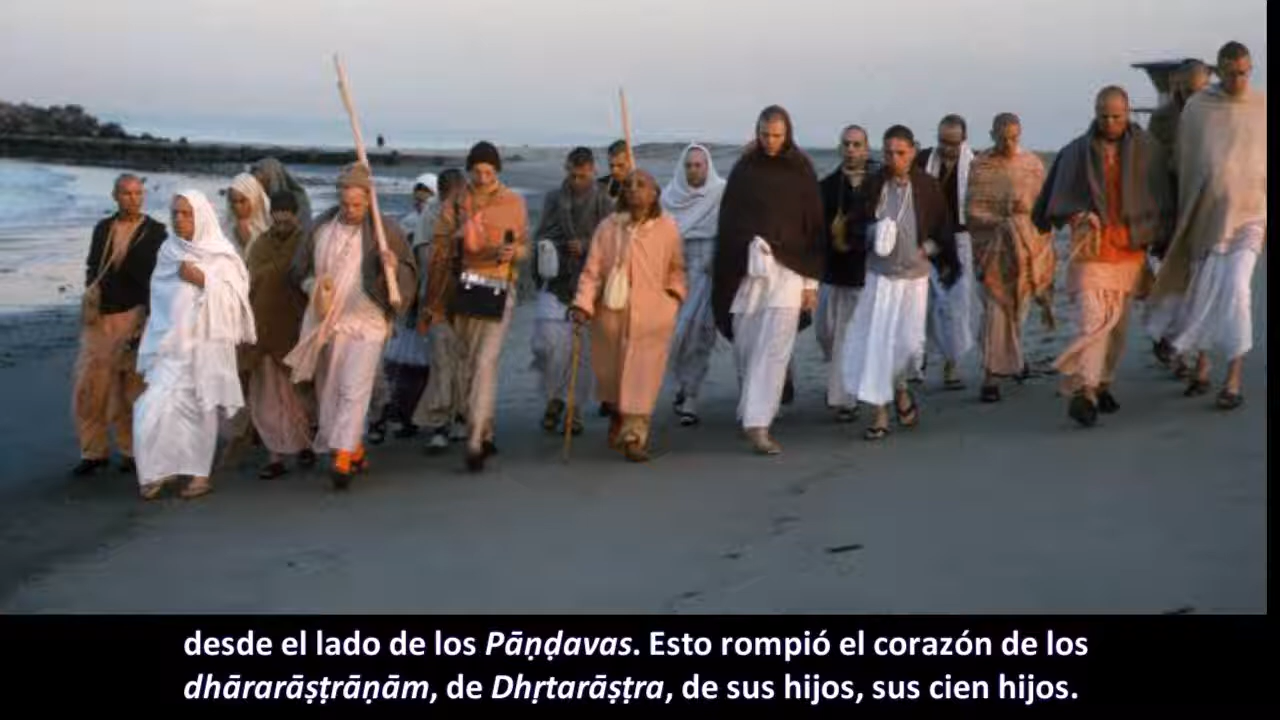 desde el lado de los Pāṇḍavas. Esto rompió el corazón de los
dhārarāṣṭrāṇām, de Dhṛtarāṣṭra, de sus hijos, sus cien hijos.